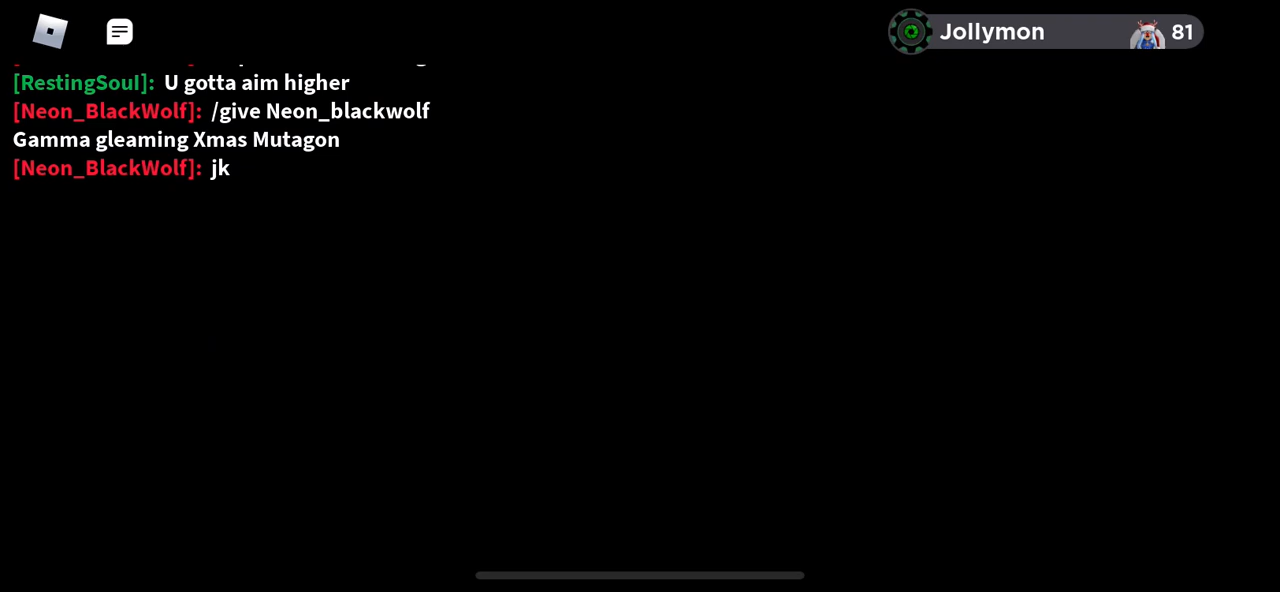 Jollymon 81
[RestingSoul]: U gotta aim higher
[Neon_BlackWolf]: /give Neon_blackwolf
Gamma gleaming Xmas Mutagon
[Neon_BlackWolf]: jk